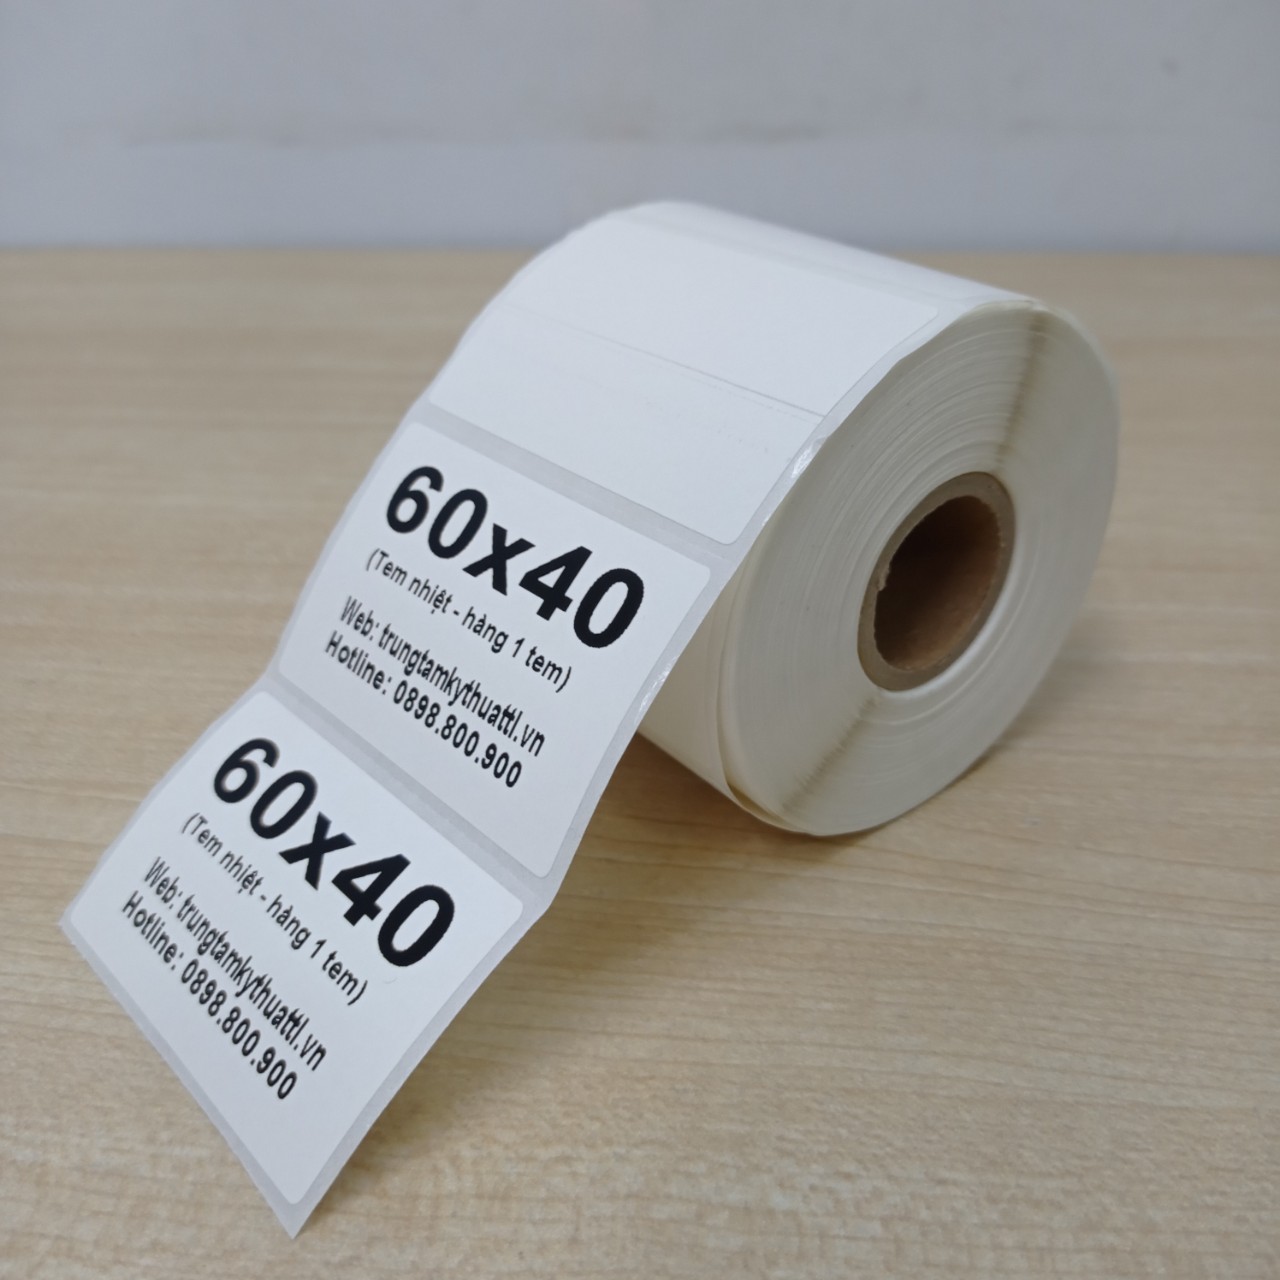 60x40
(Tem nhiệt - hàng 1 tem)
Web: trungtamkythuattl.vn
Hotline: 0898.800.900
60x40
(Tem nhiệt - hàng 1 tem)
Web: trungtamkythuattl.vn
Hotline: 0898.800.900